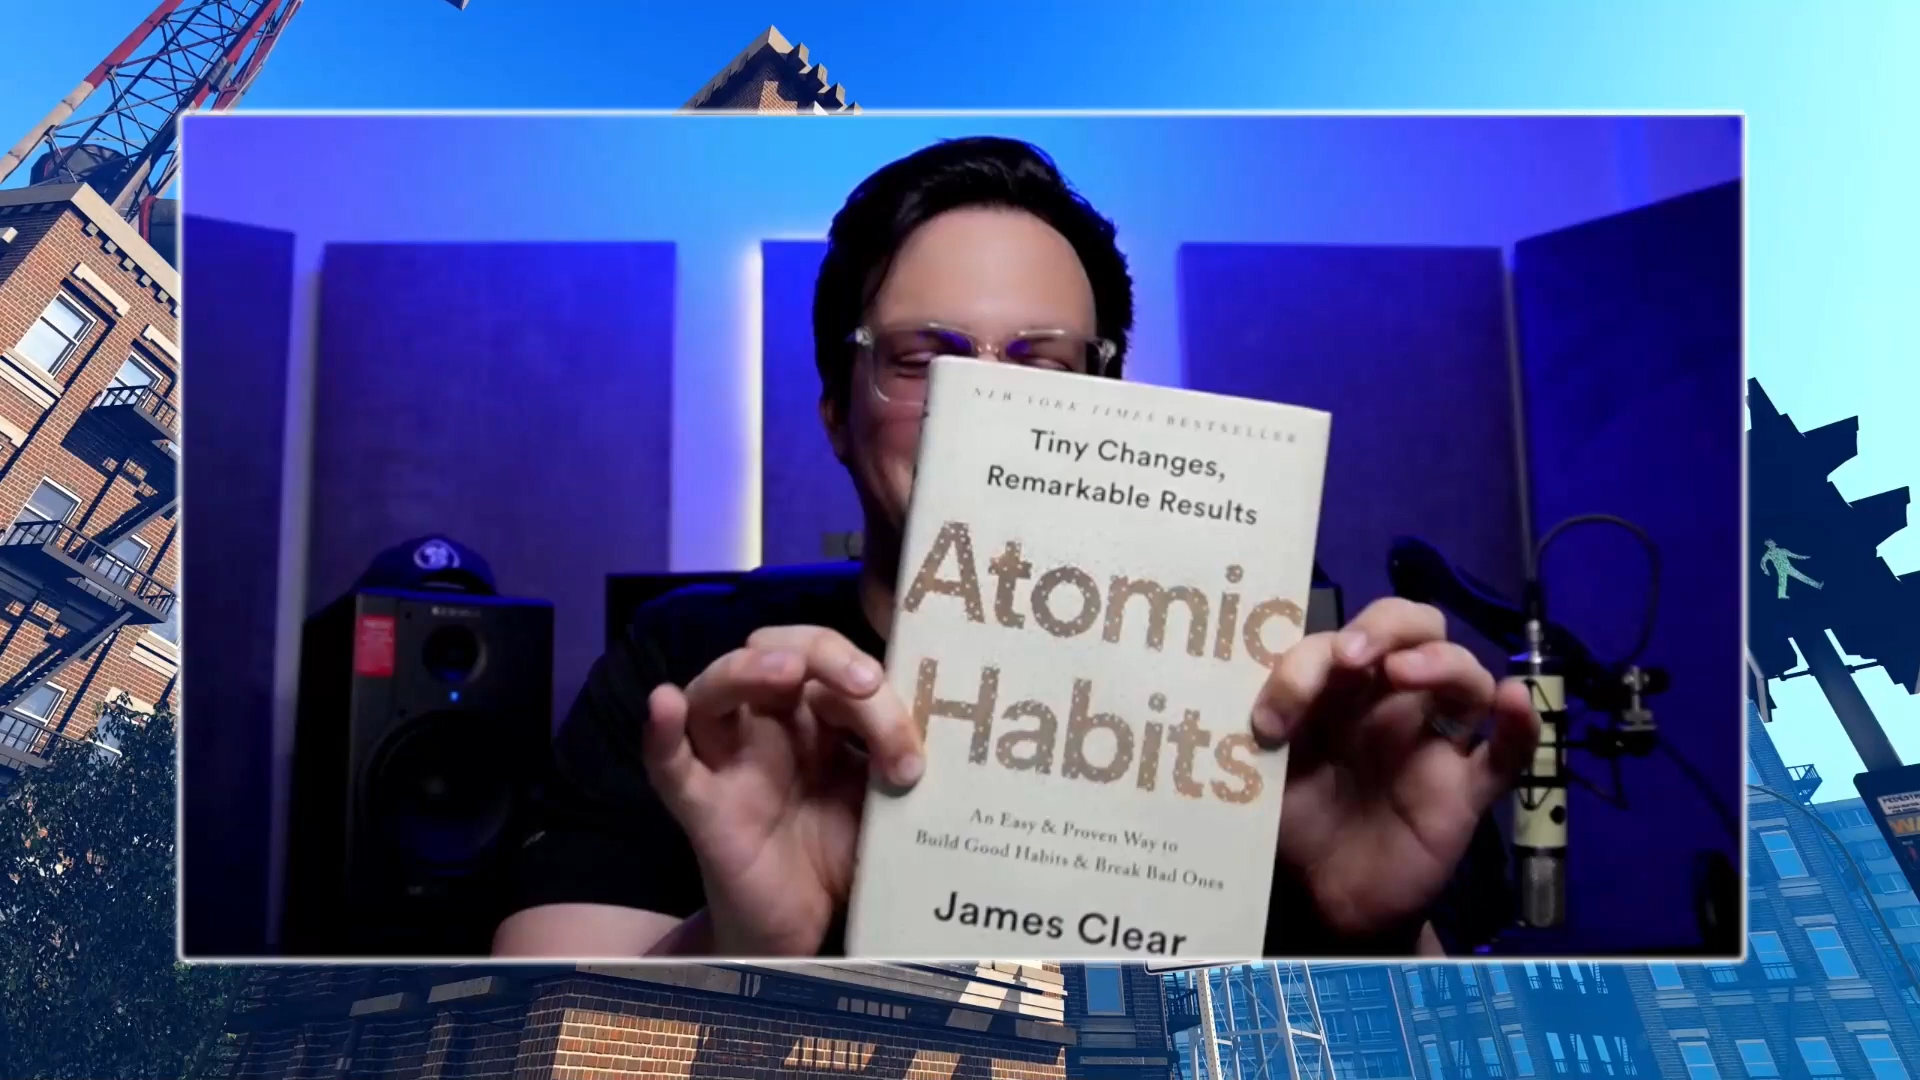 NEW YORK TIMES BESTSELLER
Tiny Changes,
Remarkable Results
Atomic
Habits
An Easy & Proven Way to
Build Good Habits & Break Bad Ones
James Clear